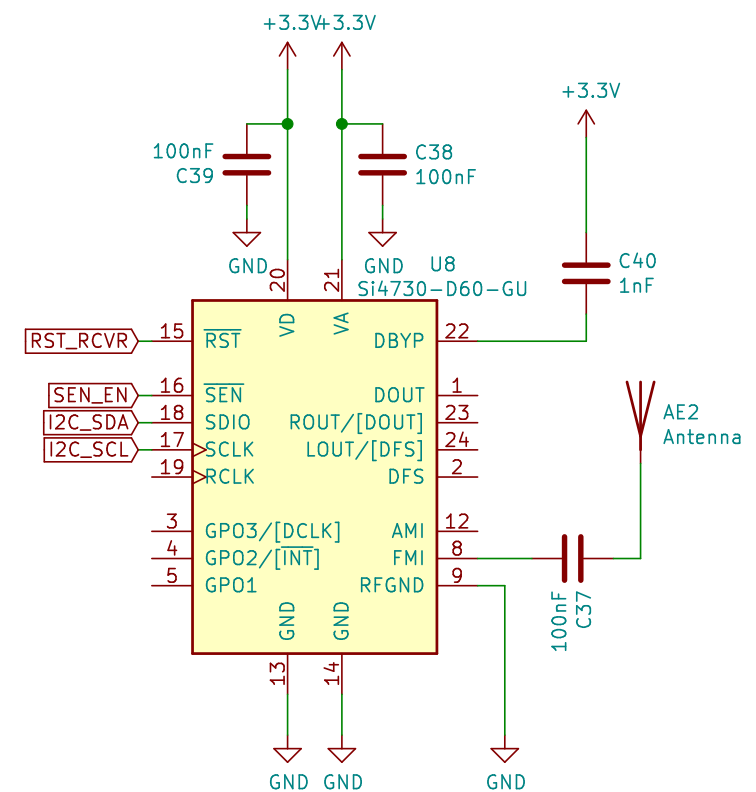 +3.3V
+3.3V
+3.3V
100nF
C39
C38
100nF
GND
GND
C40
1nF
U8
Si4730-D60-GU
20
21
VD
VA
RST_RCVR
15
RST
DBYP
22
SEN_EN
16
SEN
DOUT
1
I2C_SDA
18
SDIO
ROUT/[DOUT]
23
I2C_SCL
17
SCLK
LOUT/[DFS]
24
19
RCLK
DFS
2
AE2
Antenna
3
GPO3/[DCLK]
AMI
12
4
GPO2/[INT]
FMI
8
5
GPO1
RFGND
9
100nF
C37
GND
GND
13
14
GND
GND
GND